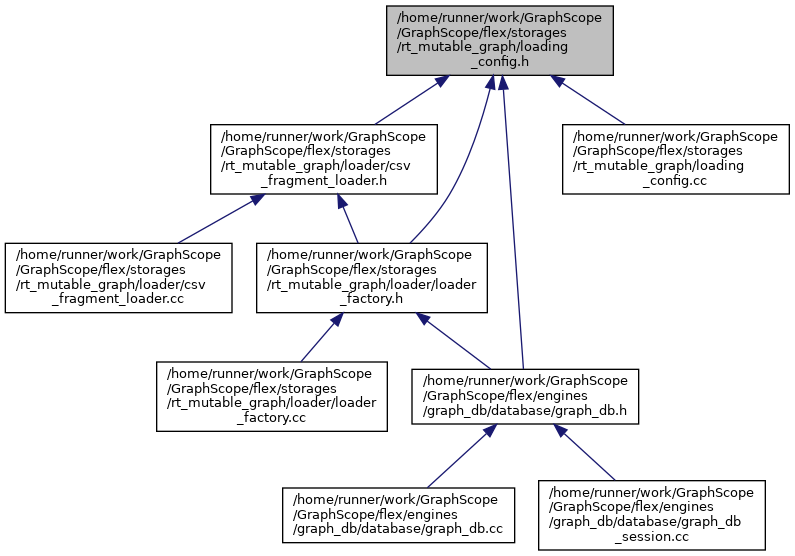 /home/runner/work/GraphScope
/GraphScope/flex/storages
/rt_mutable_graph/loading
_config.h
/home/runner/work/GraphScope
/GraphScope/flex/storages
/rt_mutable_graph/loader/csv
_fragment_loader.h
/home/runner/work/GraphScope
/GraphScope/flex/storages
/rt_mutable_graph/loading
_config.cc
/home/runner/work/GraphScope
/GraphScope/flex/storages
/rt_mutable_graph/loader/csv
_fragment_loader.cc
/home/runner/work/GraphScope
/GraphScope/flex/storages
/rt_mutable_graph/loader/loader
_factory.h
/home/runner/work/GraphScope
/GraphScope/flex/storages
/rt_mutable_graph/loader/loader
_factory.cc
/home/runner/work/GraphScope
/GraphScope/flex/engines
/graph_db/database/graph_db.h
/home/runner/work/GraphScope
/GraphScope/flex/engines
/graph_db/database/graph_db.cc
/home/runner/work/GraphScope
/GraphScope/flex/engines
/graph_db/database/graph_db
_session.cc